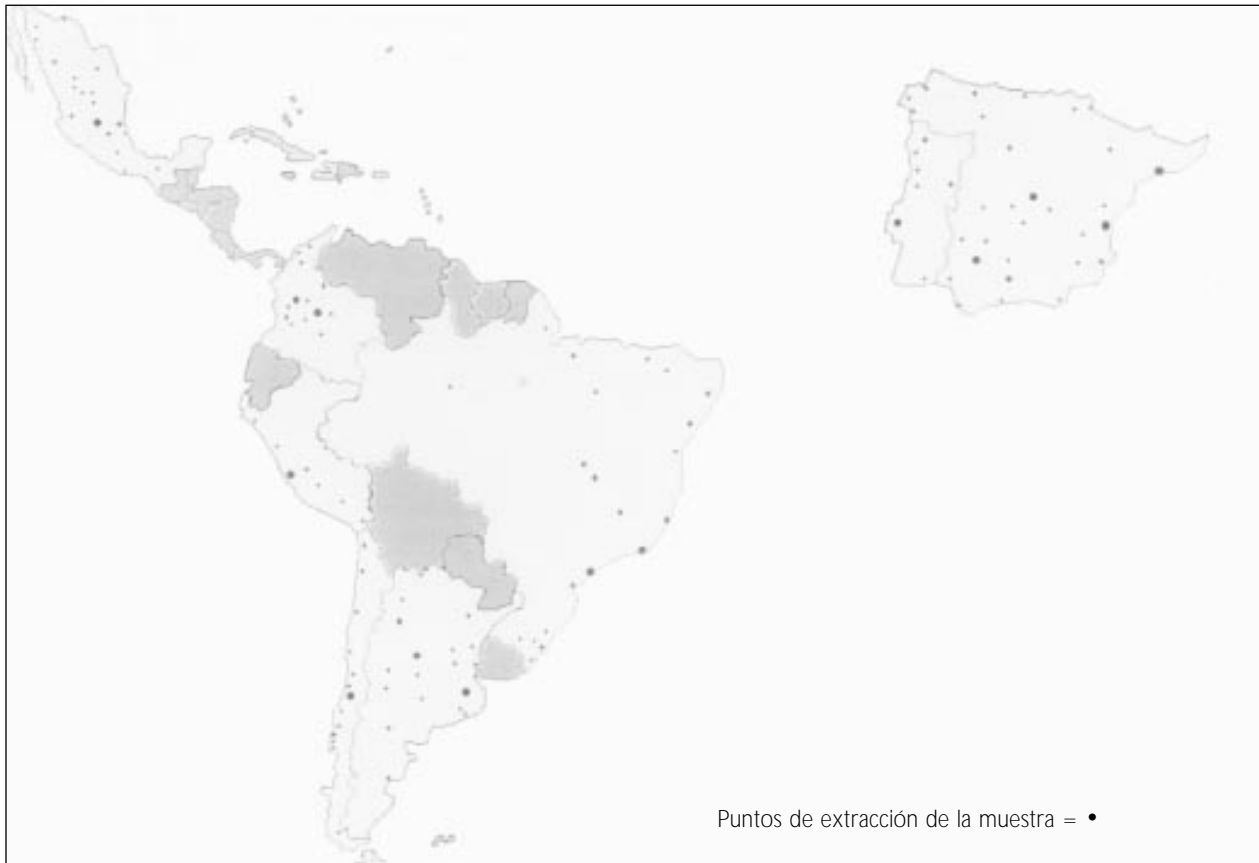 Puntos de extracción de la muestra = •